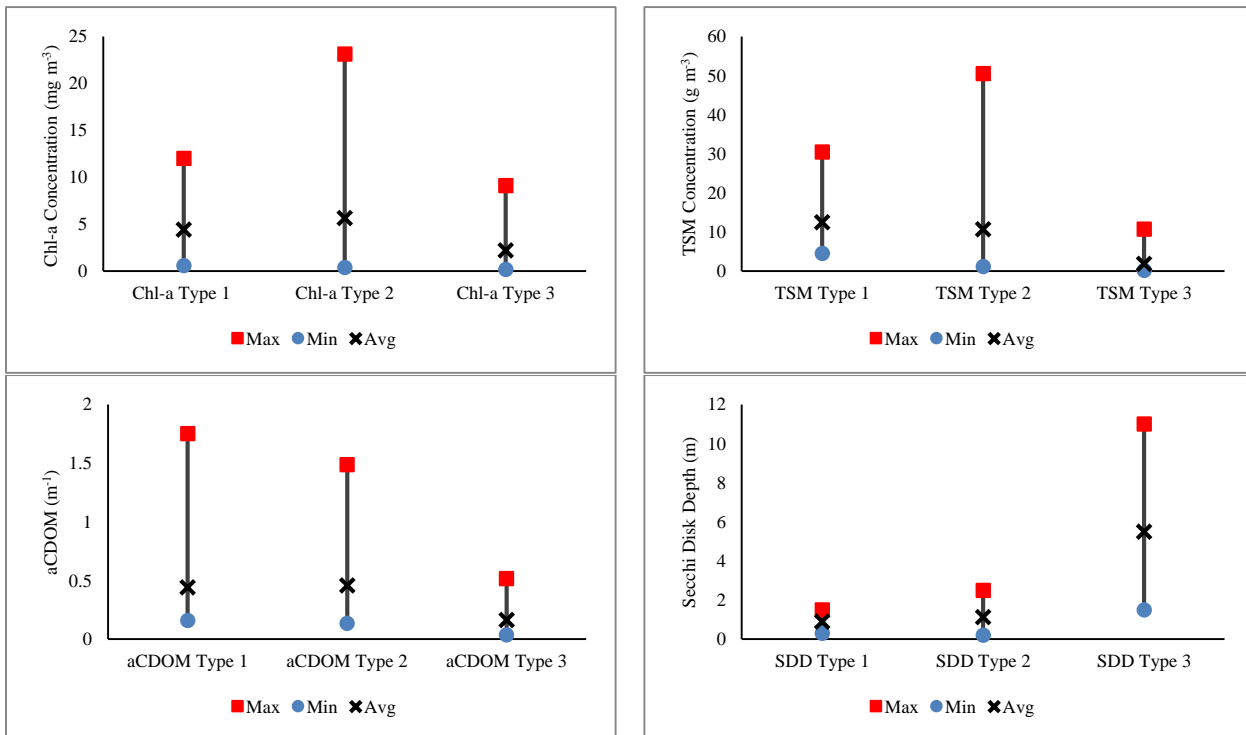 Chl-a Concentration (mg m-3)
25
20
15
10
5
0
Chl-a Type 1 Chl-a Type 2 Chl-a Type 3
Max Min Avg
TSM Concentration (g m-3)
60
50
40
30
20
10
0
TSM Type 1 TSM Type 2 TSM Type 3
Max Min Avg
aCDOM (m-1)
2
1.5
1
0.5
0
aCDOM Type 1 aCDOM Type 2 aCDOM Type 3
Max Min Avg
Secchi Disk Depth (m)
12
10
8
6
4
2
0
SDD Type 1 SDD Type 2 SDD Type 3
Max Min Avg